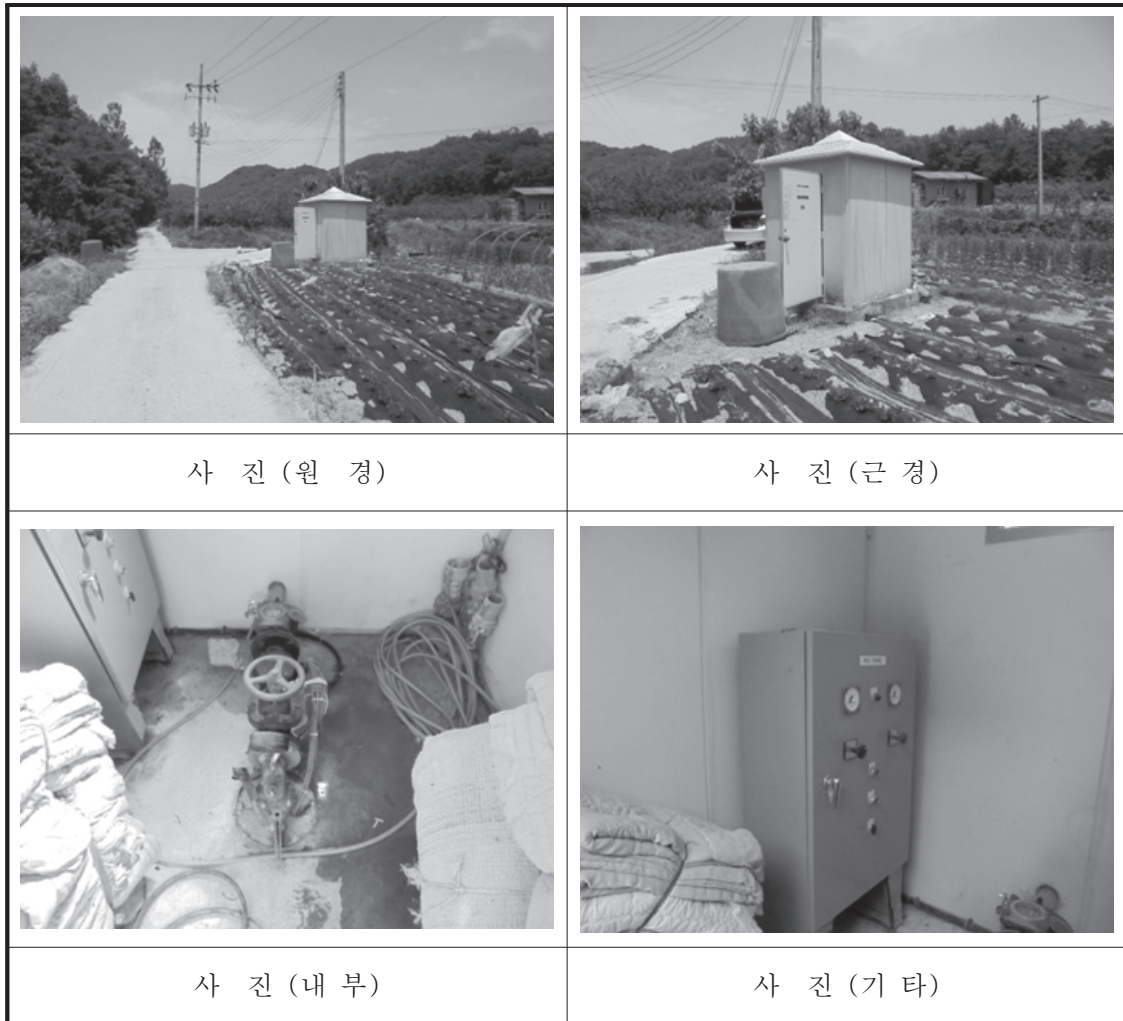 사 진 (원 경)
사 진 (근 경)
사 진 (내 부)
사 진 (기 타)